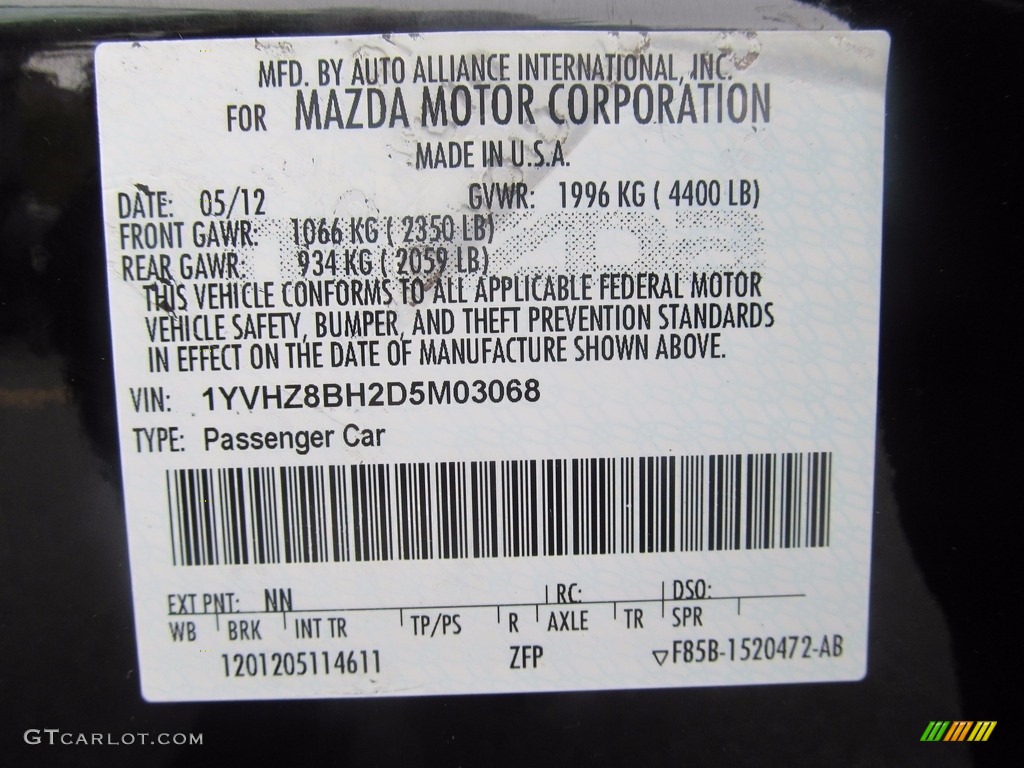 MFD. BY AUTO ALLIANCE INTERNATIONAL, INC.
FOR MAZDA MOTOR CORPORATION
MADE IN U.S.A.
DATE: 05/12 GVWR: 1996 KG ( 4400 LB)
FRONT GAWR: 1066 KG ( 2350 LB)
REAR GAWR: 934 KG ( 2059 LB)
THIS VEHICLE CONFORMS TO ALL APPLICABLE FEDERAL MOTOR
VEHICLE SAFETY, BUMPER, AND THEFT PREVENTION STANDARDS
IN EFFECT ON THE DATE OF MANUFACTURE SHOWN ABOVE.
VIN: 1YVHZ8BH2D5M03068
TYPE: Passenger Car
EXT PNT: NN RC: DSO:
WB BRK INT TR TP/PS R AXLE TR SPR
1201205114611 ZFP ▽F85B-1520472-AB
GTCARLOT.COM